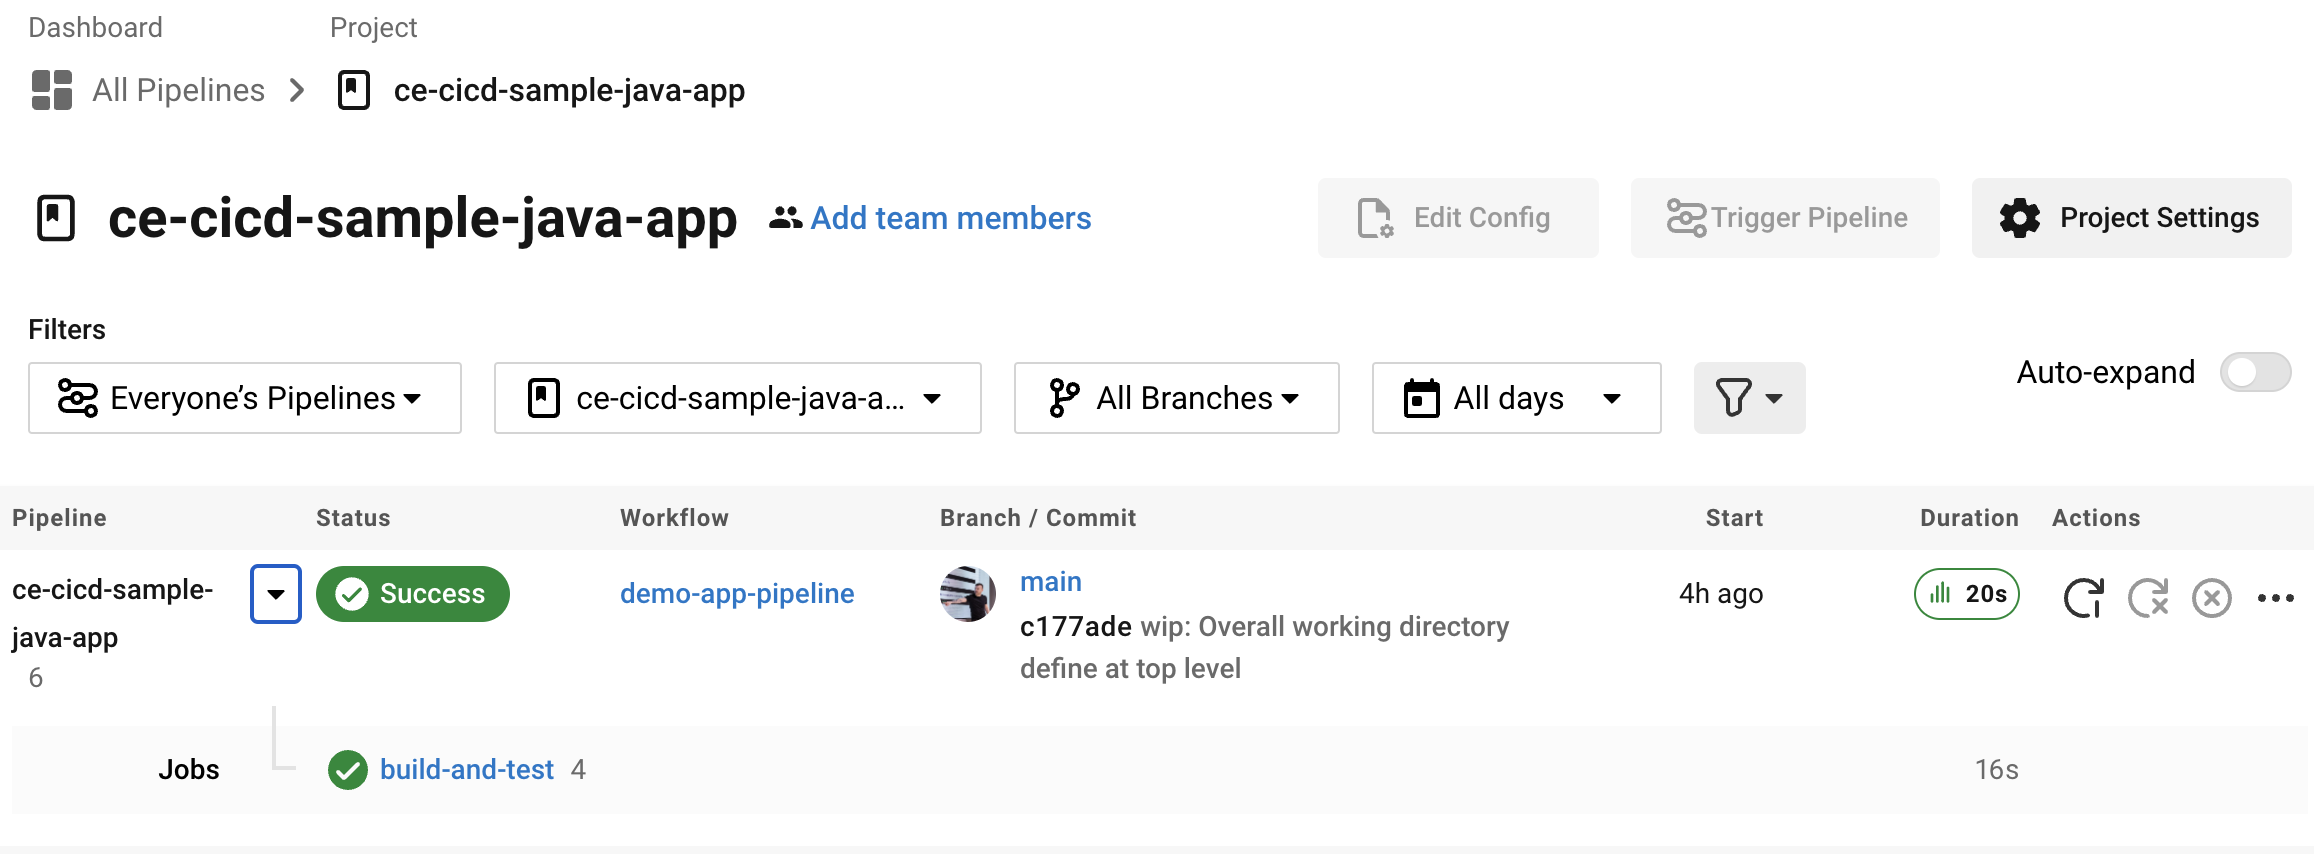 Dashboard
Project
All Pipelines
ce-cicd-sample-java-app
ce-cicd-sample-java-app
Add team members
Edit Config
Trigger Pipeline
Project Settings
Filters
Everyone’s Pipelines
ce-cicd-sample-java-a...
All Branches
All days
Auto-expand
Pipeline
Status
Workflow
Branch / Commit
Start
Duration
Actions
ce-cicd-sample-
java-app
6
Success
demo-app-pipeline
main
c177ade wip: Overall working directory
define at top level
4h ago
20s
Jobs
build-and-test 4
16s